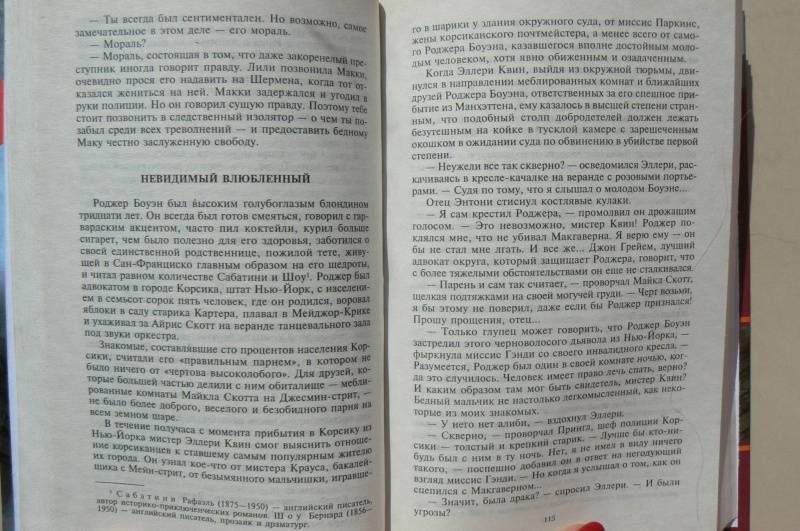 — Ты всегда был сентиментален. Но возможно, самое
замечательное в этом деле — его мораль.
— Мораль?
— Мораль, состоящая в том, что даже закоренелый пре-
ступник иногда говорит правду. Лили позвонила Макки,
очевидно прося его надавить на Шермена, когда тот от-
казался жениться на ней. Макки задержался и угодил в
руки полиции. Но он говорил сущую правду. Поэтому тебе
стоит позвонить в следственный изолятор — о чем ты по-
забыл среди всех треволнений — и предоставить бедному
Маку честно заслуженную свободу.
НЕВИДИМЫЙ ВЛЮБЛЕННЫЙ
Роджер Боуэн был высоким голубоглазым блондином
тридцати лет. Он всегда был готов смеяться, говорил с гар-
вардским акцентом, часто пил коктейли, курил больше
сигарет, чем было полезно для его здоровья, заботился о
своей единственной родственнице, пожилой тете, живу-
щей в Сан-Франциско главным образом на его щедроты,
и читал равном количестве Сабатини и Шоу¹. Роджер был
адвокатом в городе Корсика, штат Нью-Йорк, с населени-
ем в семьсот сорок пять человек, где он родился, воровал
яблоки в саду старика Картера, плавал в Мейджор-Крике
и ухаживал за Айрис Скотт на веранде танцевального зала
под звуки оркестра.
Знакомые, составлявшие сто процентов населения Кор-
сики, считали его «правильным парнем», в котором не
было ничего от «чертова высоколобого». Для друзей, ко-
торые большей частью делили с ним обиталище — мебли-
рованные комнаты Майкла Скотта на Джесмин-стрит, —
не было более доброго, веселого и безобидного парня на
всем земном шаре.
В течение получаса с момента прибытия в Корсику из
Нью-Йорка мистер Эллери Квин смог выяснить отноше-
ние корсиканцев к ставшему самым популярным жителю
их города. Он узнал кое-что от мистера Крауса, бакалей-
щика с Мейн-стрит, от безымянного мальчишки, игравше-
¹ Сабатини Рафаэль (1875—1950) — английский писатель,
автор историко-приключенческих романов. Шоу Бернард (1856—
1950) — английский писатель, прозаик и драматург.
го в шарики у здания окружного суда, от миссис Паркинс,
жены корсиканского почтмейстера, а менее всего от само-
го Роджера Боуэна, казавшегося вполне достойным моло-
дым человеком, хотя явно обиженным и озадаченным.
Когда Эллери Квин, выйдя из окружной тюрьмы, дви-
нулся в направлении меблированных комнат и ближайших
друзей Роджера Боуэна, ответственных за его спешное при-
бытие из Манхэттена, ему казалось в высшей степени стран-
ным, что подобный столп добродетелей должен лежать
безутешным на койке в тусклой камере с зарешеченным
окошком в ожидании суда по обвинению в убийстве первой
степени.
— Неужели все так скверно? — осведомился Эллери, рас-
качиваясь в кресле-качалке на веранде с розовыми портье-
рами. — Судя по тому, что я слышал о молодом Боуэне...
Отец Энтони стиснул костлявые кулаки.
— Я сам крестил Роджера, — промолвил он дрожащим
голосом. — Это невозможно, мистер Квин! Роджер по-
клялся мне, что не убивал Макгаверна. Я верю ему — он
бы не стал мне лгать. И все же... Джон Грейем, лучший
адвокат округа, который защищает Роджера, говорит, что
с более тяжелыми обстоятельствами он еще не сталкивался.
— Парень и сам так считает, — проворчал Майкл Скотт,
щелкая подтяжками на своей могучей груди. — Черт возьми,
я бы этому не поверил, даже если бы Роджер признался!
Прошу прощения, отец...
— Только глупец может говорить, что Роджер Боуэн
застрелил этого черноволосого дьявола из Нью-Йорка, —
фыркнула миссис Гэнди со своего инвалидного кресла. —
Разумеется, Роджер был один в своей комнате ночью, ког-
да это случилось. Человек имеет право лечь спать, верно?
И каким образом там мог быть свидетель, мистер Квин?
Бедный мальчик не настолько легкомысленный, как неко-
торые из моих знакомых.
— У него нет алиби, — вздохнул Эллери.
— Скверно, — проворчал Прингл, шеф полиции Кор-
сики — толстый и крепкий старик. — Лучше бы кто-ни-
будь был с ним в ту ночь. Нет, я не имел в виду ничего
такого, — поспешно добавил он в ответ на негодующий
взгляд миссис Гэнди. — Но когда я услышал о том, как он
сцепился с Макгаверном...
— Значит, была драка? — спросил Эллери. — И были
угрозы?
115